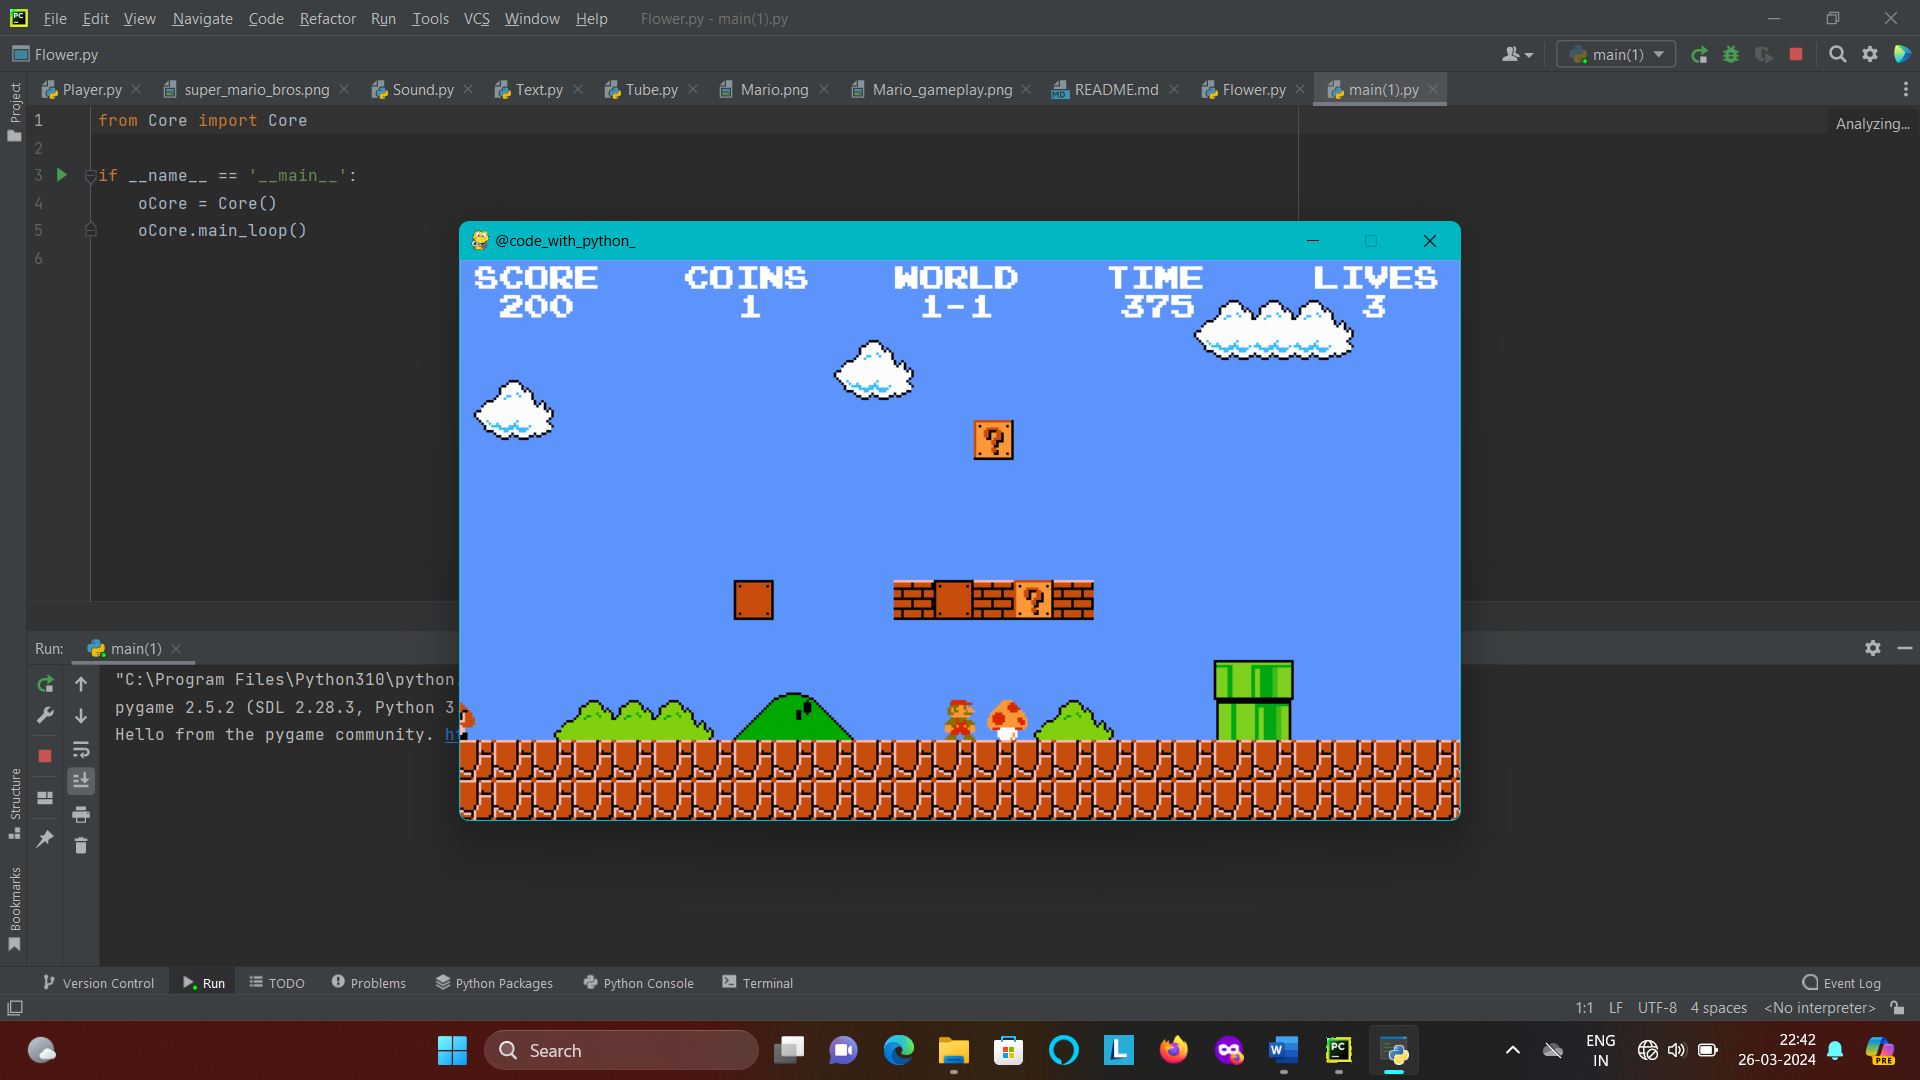 PC File Edit View Navigate Code Refactor Run Tools VCS Window Help Flower.py - main(1).py
Flower.py main(1)
Project Player.py super_mario_bros.png Sound.py Text.py Tube.py Mario.png Mario_gameplay.png README.md Flower.py main(1).py
1 from Core import Core Analyzing...
2
3 if __name__ == '__main__':
4 oCore = Core()
5 oCore.main_loop()
6
@code_with_python_
SCORE COINS WORLD TIME LIVES
200 1 1-1 375 3
?
?
Run: main(1)
"C:\Program Files\Python310\python.
pygame 2.5.2 (SDL 2.28.3, Python 3
Hello from the pygame community. ht
Structure
Bookmarks
Version Control Run TODO Problems Python Packages Python Console Terminal Event Log
1:1 LF UTF-8 4 spaces <No interpreter>
Search L W PC ENG 22:42
IN 26-03-2024 PRE